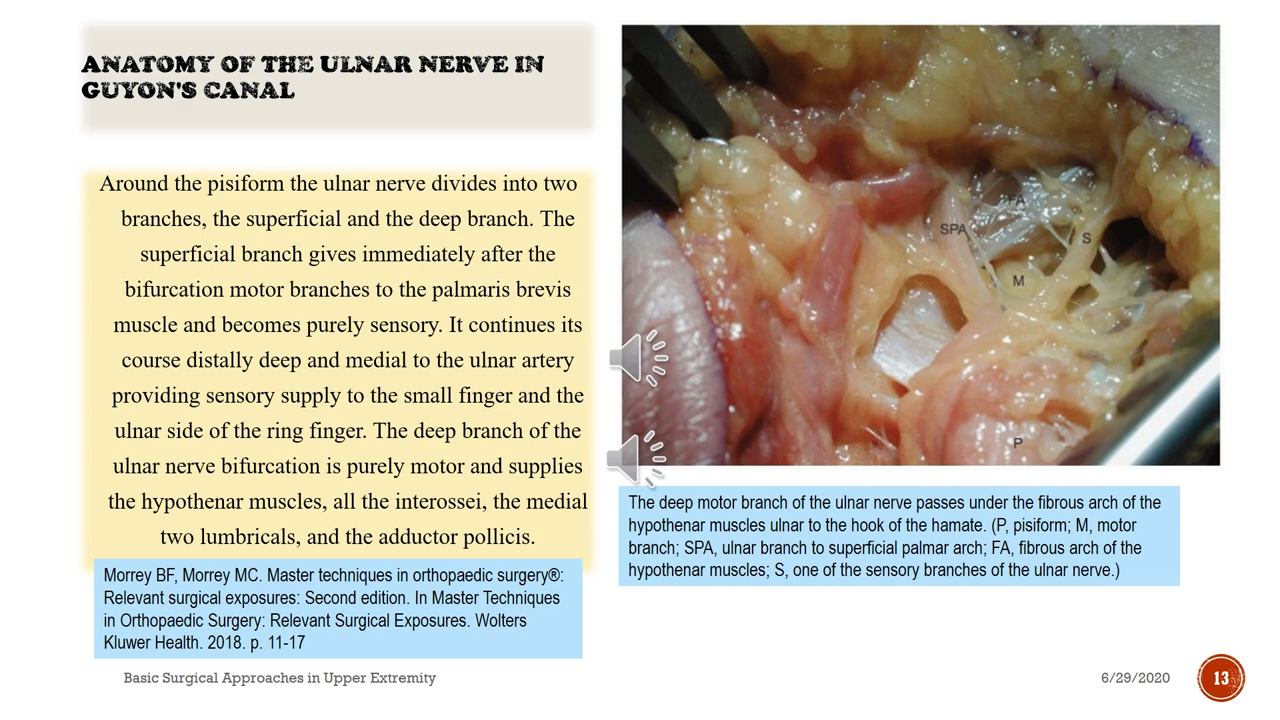 ANATOMY OF THE ULNAR NERVE IN
GUYON'S CANAL
Around the pisiform the ulnar nerve divides into two
branches, the superficial and the deep branch. The
superficial branch gives immediately after the
bifurcation motor branches to the palmaris brevis
muscle and becomes purely sensory. It continues its
course distally deep and medial to the ulnar artery
providing sensory supply to the small finger and the
ulnar side of the ring finger. The deep branch of the
ulnar nerve bifurcation is purely motor and supplies
the hypothenar muscles, all the interossei, the medial
two lumbricals, and the adductor pollicis.
Morrey BF, Morrey MC. Master techniques in orthopaedic surgery®:
Relevant surgical exposures: Second edition. In Master Techniques
in Orthopaedic Surgery: Relevant Surgical Exposures. Wolters
Kluwer Health. 2018. p. 11-17
FA
SPA
S
M
P
The deep motor branch of the ulnar nerve passes under the fibrous arch of the
hypothenar muscles ulnar to the hook of the hamate. (P, pisiform; M, motor
branch; SPA, ulnar branch to superficial palmar arch; FA, fibrous arch of the
hypothenar muscles; S, one of the sensory branches of the ulnar nerve.)
Basic Surgical Approaches in Upper Extremity
6/29/2020
13